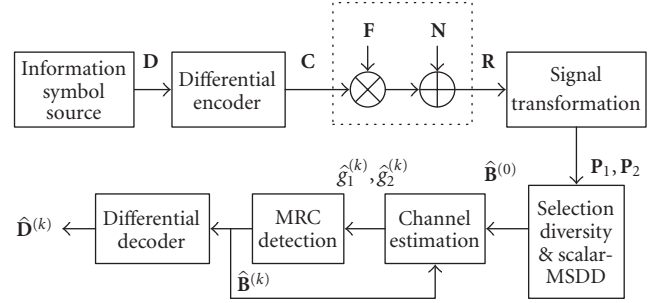 F
N
D
C
R
Information
symbol
source
Differential
encoder
Signal
transformation
P₁, P₂
B̂⁽⁰⁾
ĝ₁⁽ᵏ⁾, ĝ₂⁽ᵏ⁾
D̂⁽ᵏ⁾
Differential
decoder
MRC
detection
Channel
estimation
Selection
diversity
& scalar-
MSDD
B̂⁽ᵏ⁾